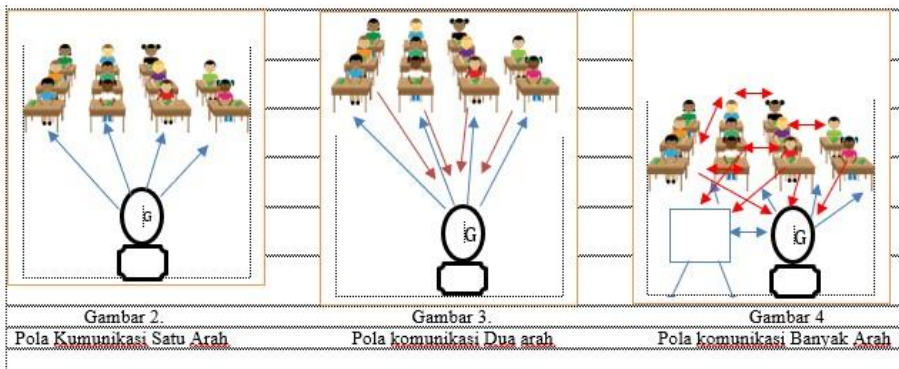 G
G
G
Gambar 2.
Pola Kumunikasi Satu Arah
Gambar 3.
Pola komunikasi Dua arah
Gambar 4
Pola komunikasi Banyak Arah